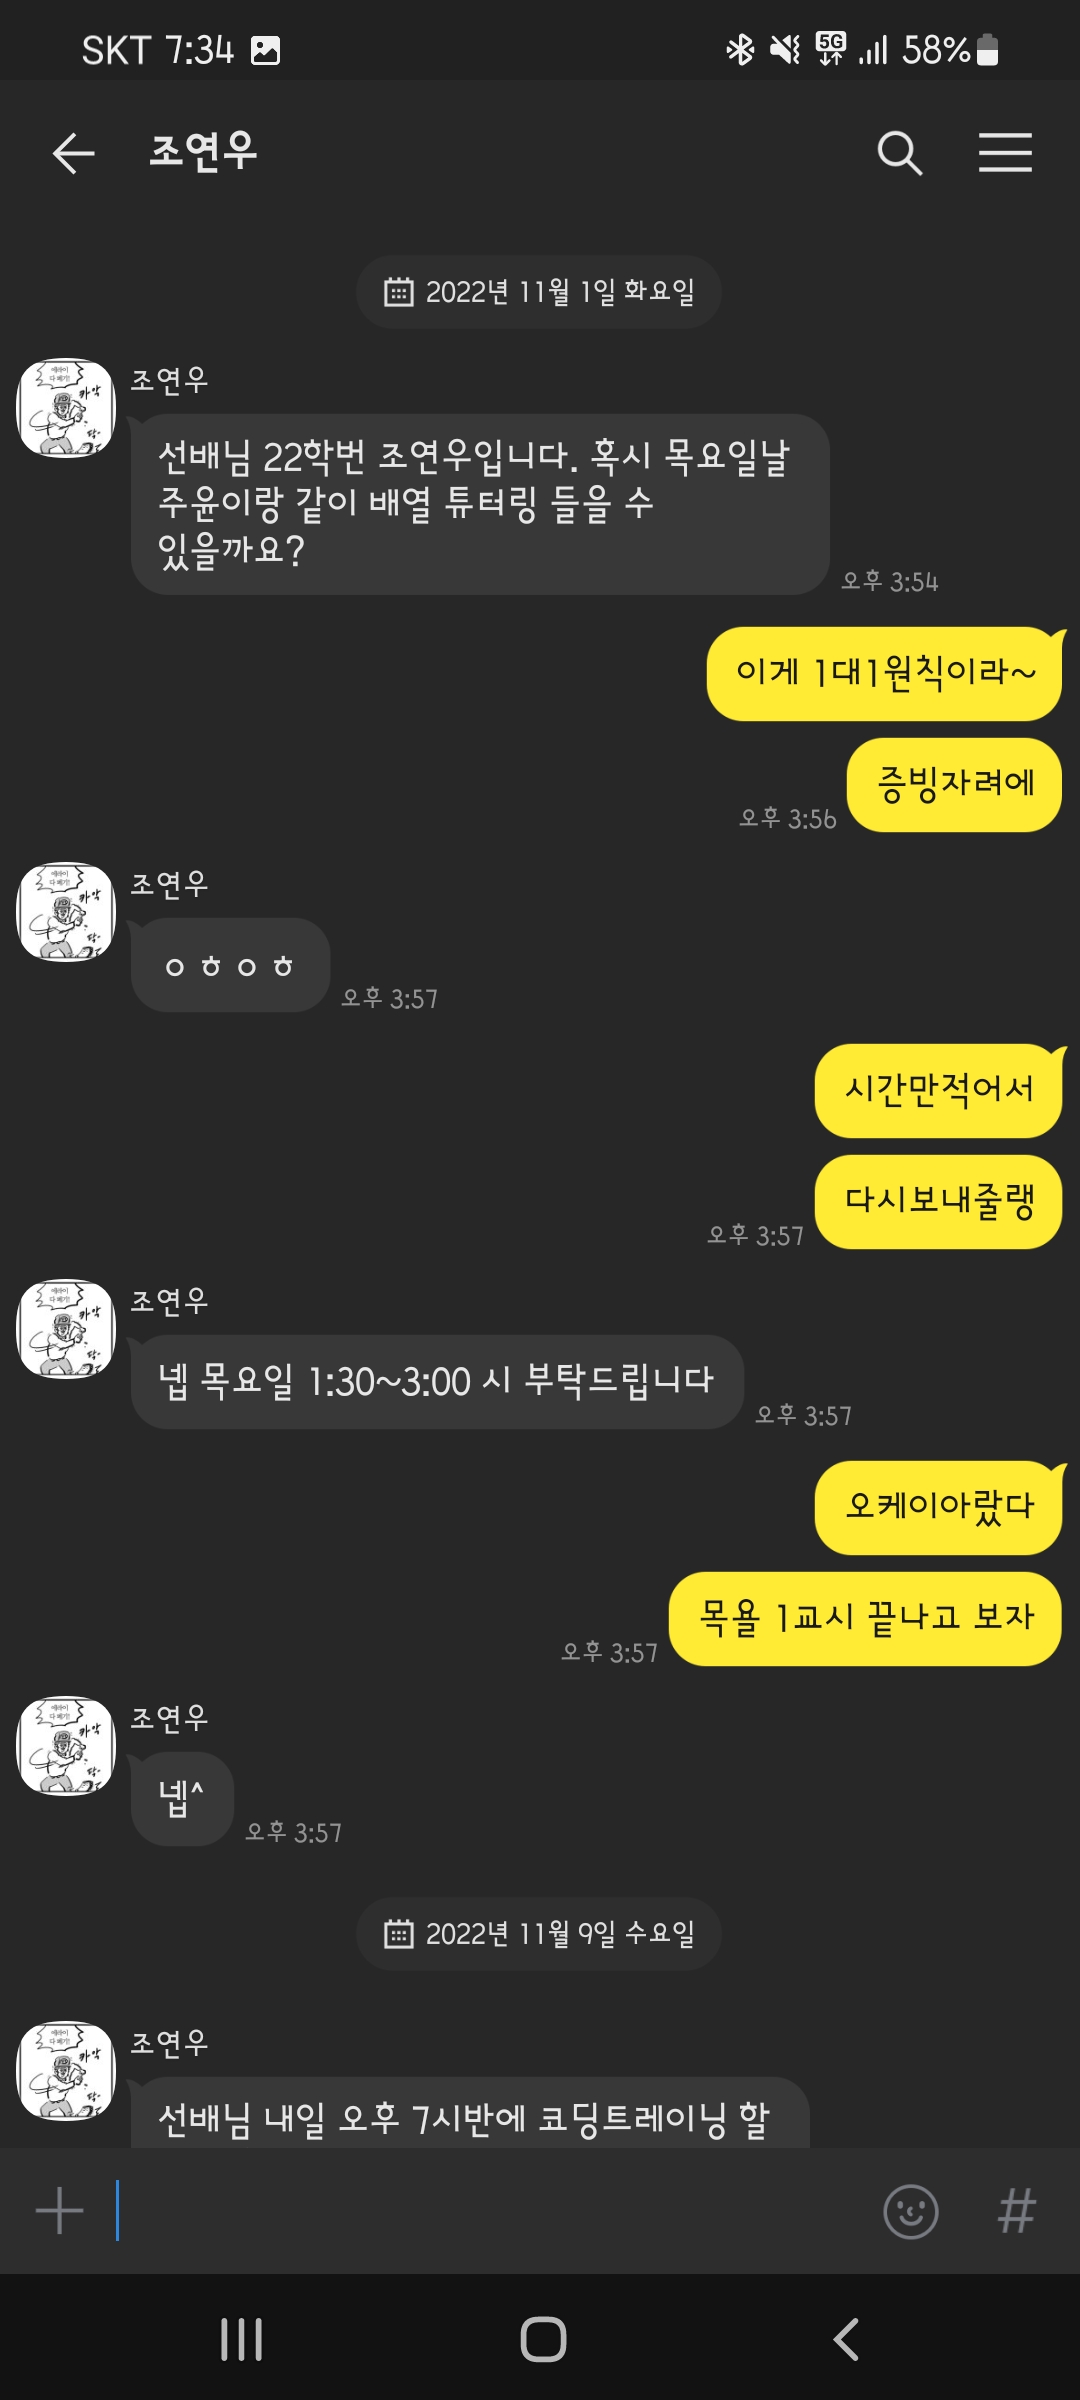 SKT 7:34
5G
58%
조연우
2022년 11월 1일 화요일
조연우
선배님 22학번 조연우입니다. 혹시 목요일날
주윤이랑 같이 배열 튜터링 들을 수
있을까요?
오후 3:54
이게 1대1원칙이라~
증빙자려에
오후 3:56
조연우
ㅇㅎㅇㅎ
오후 3:57
시간만적어서
다시보내줄랭
오후 3:57
조연우
넵 목요일 1:30~3:00 시 부탁드립니다
오후 3:57
오케이아랐다
목욜 1교시 끝나고 보자
오후 3:57
조연우
넵^
오후 3:57
2022년 11월 9일 수요일
조연우
선배님 내일 오후 7시반에 코딩트레이닝 할
#